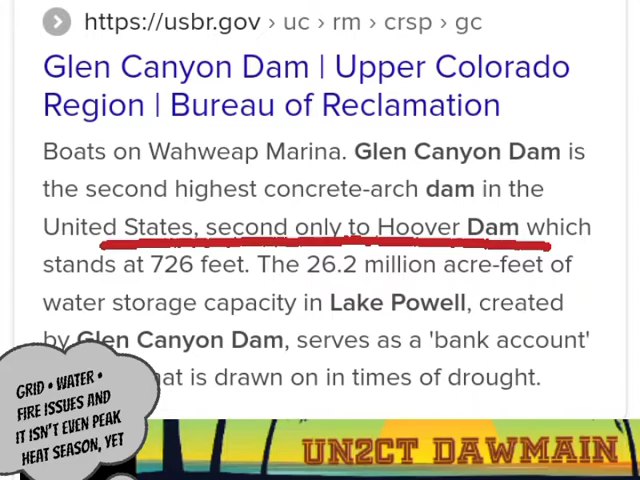 https://usbr.gov › uc › rm › crsp › gc
Glen Canyon Dam | Upper Colorado
Region | Bureau of Reclamation
Boats on Wahweap Marina. Glen Canyon Dam is
the second highest concrete-arch dam in the
United States, second only to Hoover Dam which
stands at 726 feet. The 26.2 million acre-feet of
water storage capacity in Lake Powell, created
by Glen Canyon Dam, serves as a 'bank account'
is drawn on in times of drought.
GRID • WATER •
FIRE ISSUES AND
IT ISN'T EVEN PEAK
HEAT SEASON, YET
UN2CT DAWMAIN